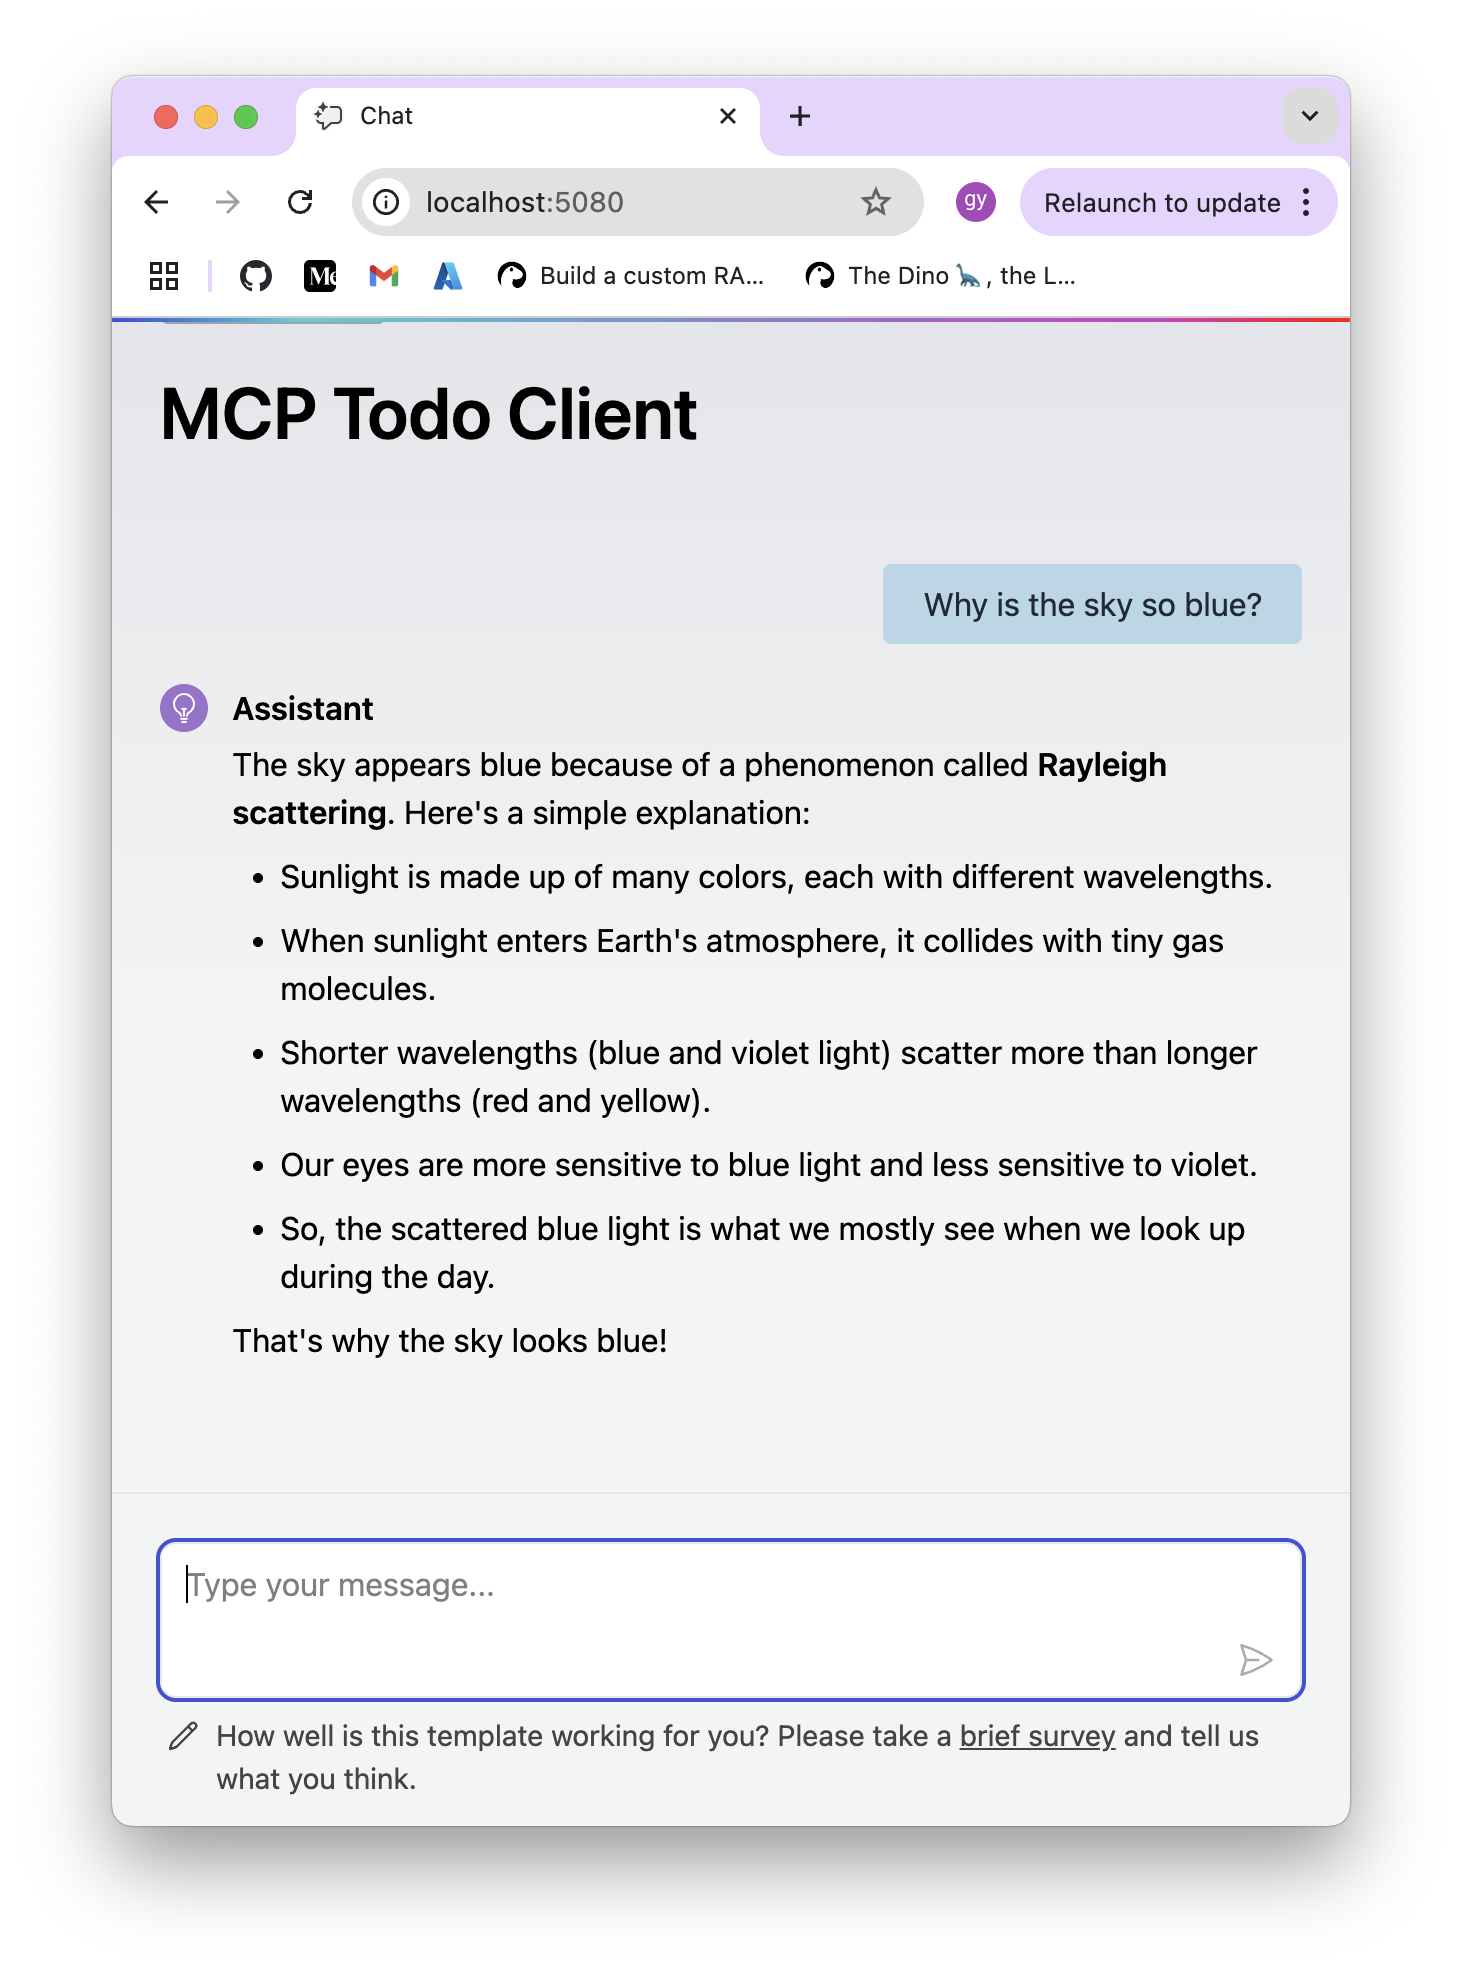 Chat
localhost:5080
gy
Relaunch to update
Me
Build a custom RA...
The Dino 🦕, the L...
MCP Todo Client
Why is the sky so blue?
Assistant
The sky appears blue because of a phenomenon called Rayleigh
scattering. Here's a simple explanation:
• Sunlight is made up of many colors, each with different wavelengths.
• When sunlight enters Earth's atmosphere, it collides with tiny gas
molecules.
• Shorter wavelengths (blue and violet light) scatter more than longer
wavelengths (red and yellow).
• Our eyes are more sensitive to blue light and less sensitive to violet.
• So, the scattered blue light is what we mostly see when we look up
during the day.
That's why the sky looks blue!
Type your message...
How well is this template working for you? Please take a brief survey and tell us
what you think.